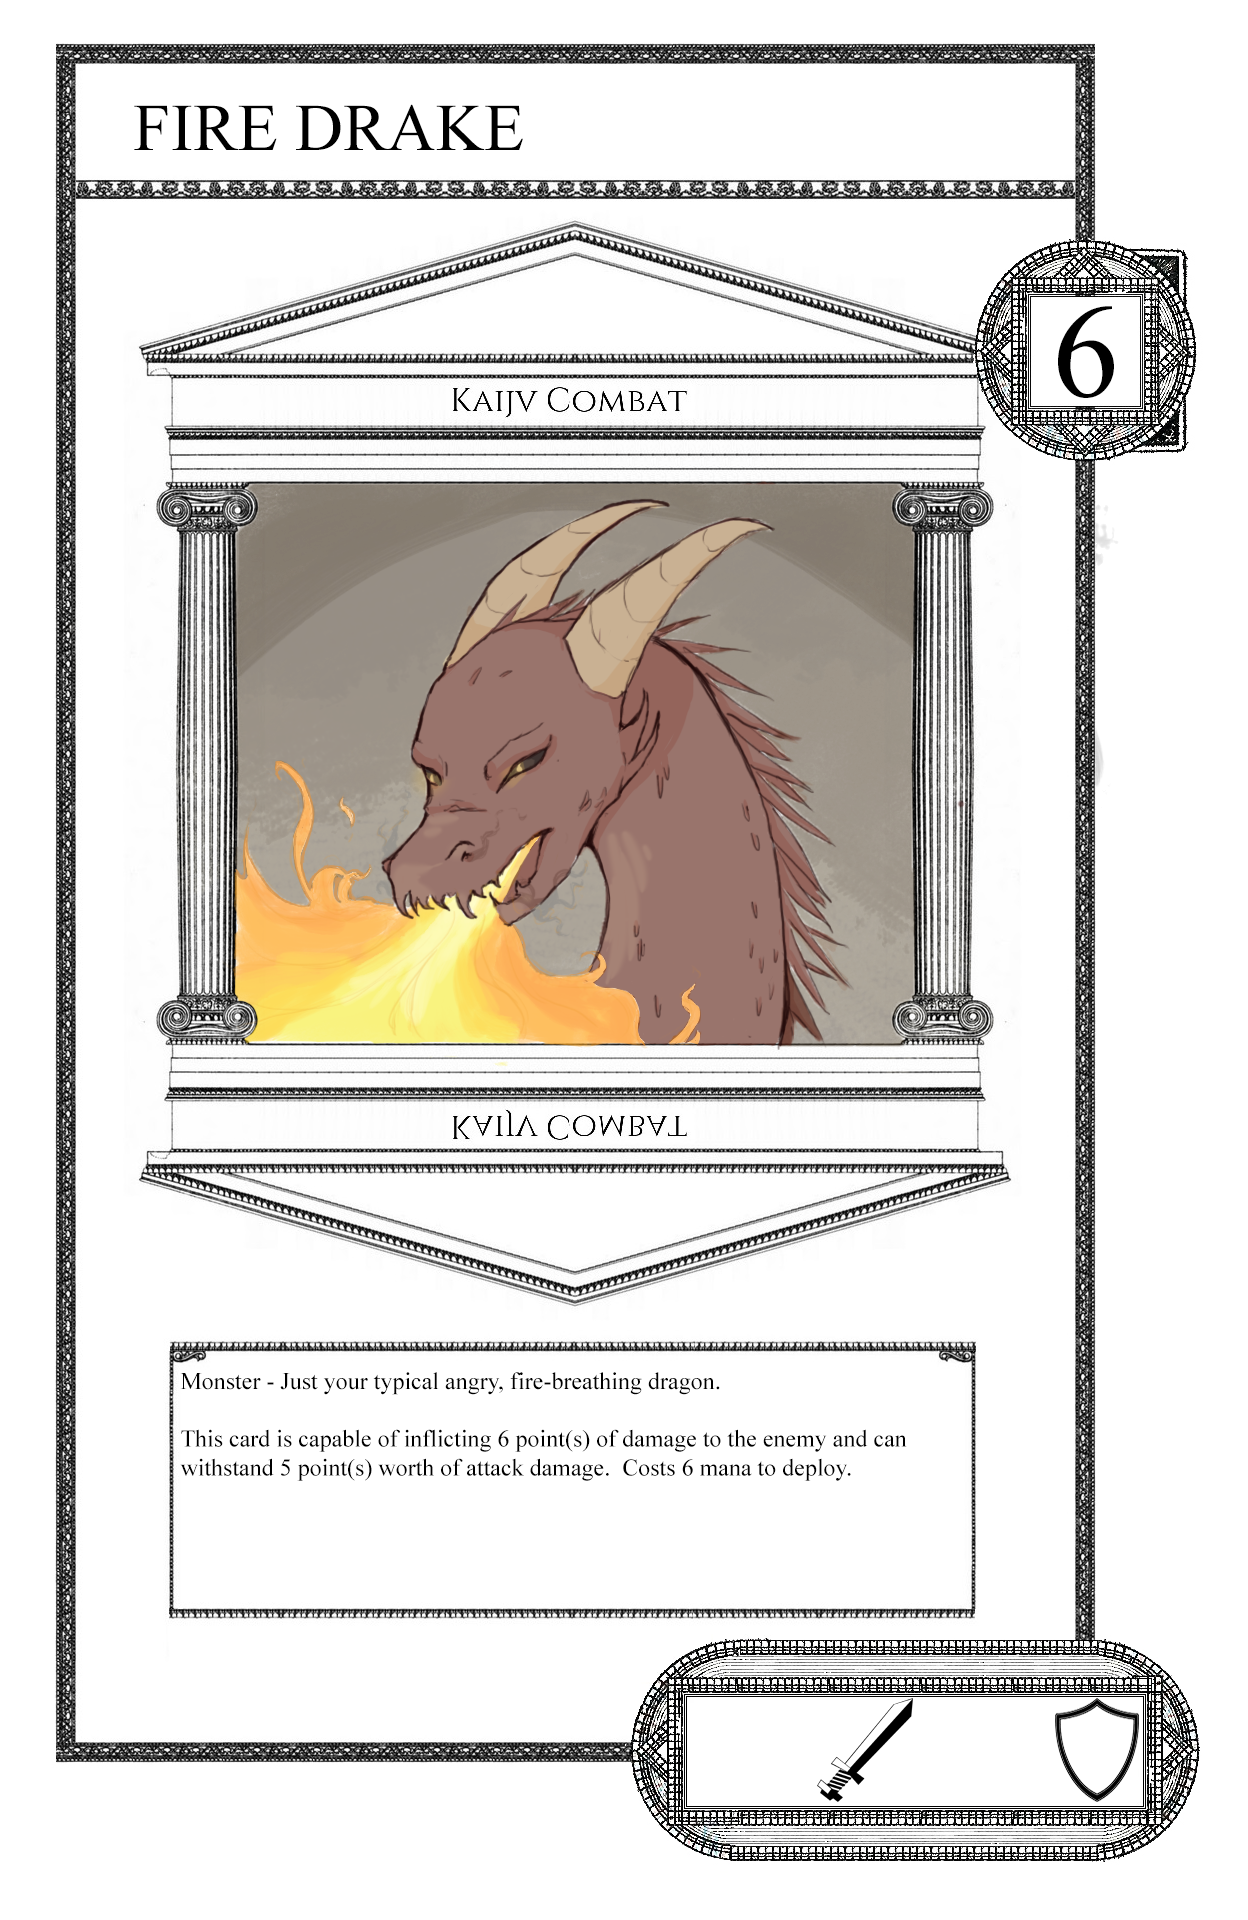 FIRE DRAKE
6
KAIJV COMBAT
KAIJV COMBAT
Monster - Just your typical angry, fire-breathing dragon.
This card is capable of inflicting 6 point(s) of damage to the enemy and can
withstand 5 point(s) worth of attack damage.  Costs 6 mana to deploy.